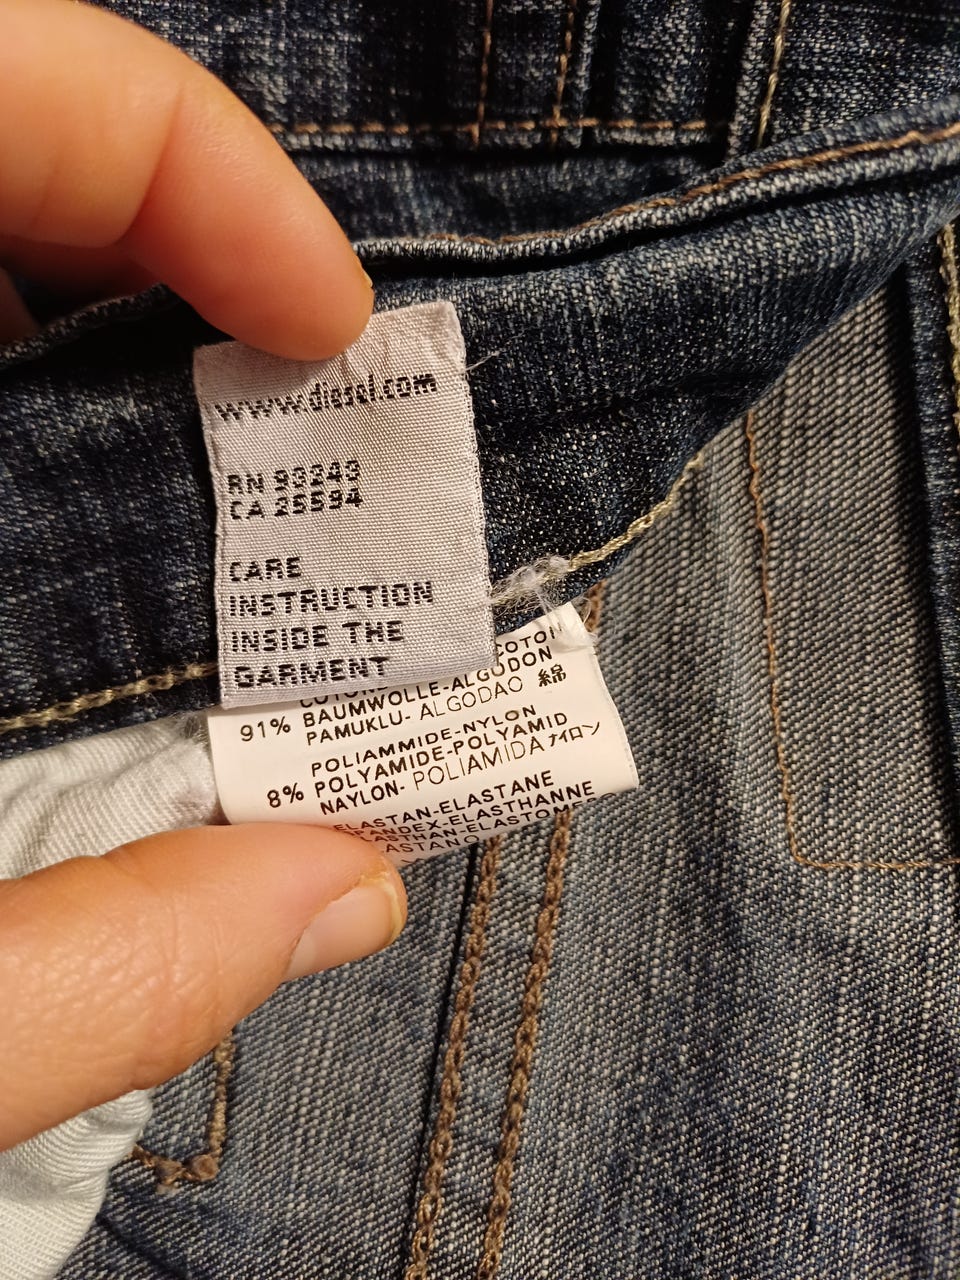 www.diesel.com
RN 93243
CA 25594
CARE
INSTRUCTION
INSIDE THE
GARMENT
COTON
91% BAUMWOLLE-ALGODON
PAMUKLU- ALGODAO 綿
POLIAMMIDE-NYLON
8% POLYAMIDE-POLYAMID
NAYLON- POLIAMIDA ナイロン
ELASTAN-ELASTANE